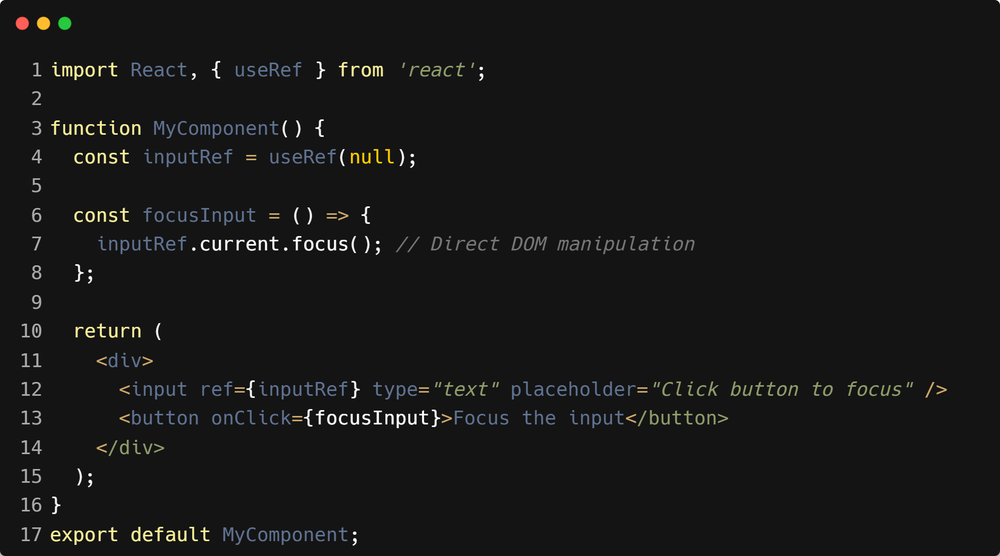 1 import React, { useRef } from 'react';
2
3 function MyComponent() {
4   const inputRef = useRef(null);
5
6   const focusInput = () => {
7     inputRef.current.focus(); // Direct DOM manipulation
8   };
9
10   return (
11     <div>
12       <input ref={inputRef} type="text" placeholder="Click button to focus" />
13       <button onClick={focusInput}>Focus the input</button>
14     </div>
15   );
16 }
17 export default MyComponent;